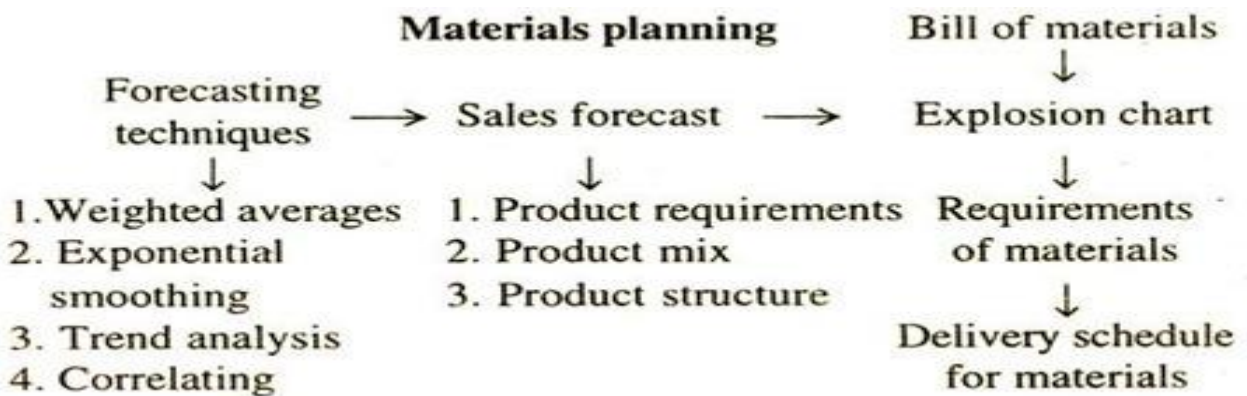 Materials planning
Bill of materials
↓
Forecasting
techniques
→ Sales forecast →
Explosion chart
↓
1.Weighted averages
2. Exponential
smoothing
3. Trend analysis
4. Correlating
↓
1. Product requirements
2. Product mix
3. Product structure
↓
Requirements
of materials
↓
Delivery schedule
for materials